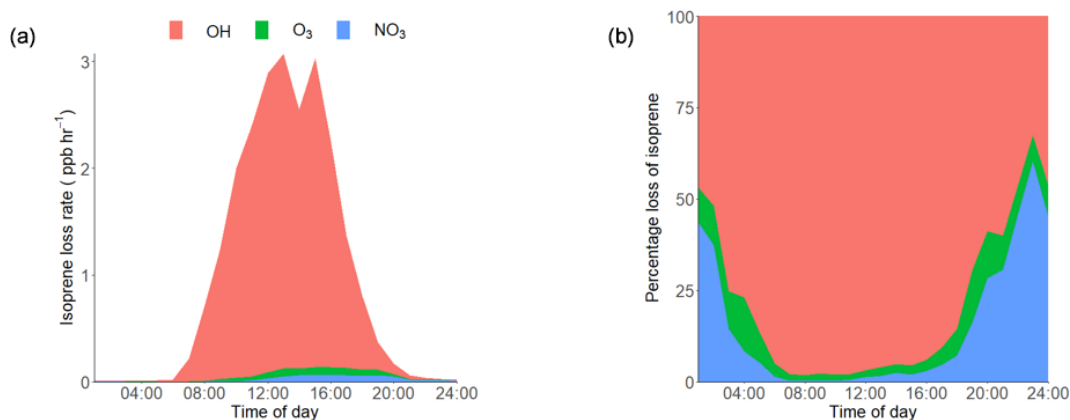 (a)
OH O₃ NO₃
Isoprene loss rate ( ppb hr⁻¹)
3
2
1
0
04:00 08:00 12:00 16:00 20:00 24:00
Time of day
(b)
Percentage loss of isoprene
100
75
50
25
0
04:00 08:00 12:00 16:00 20:00 24:00
Time of day